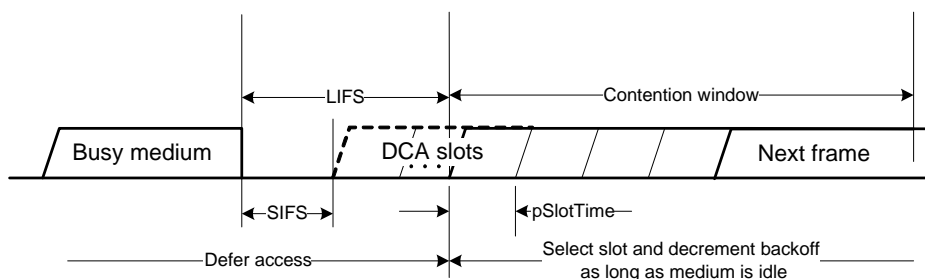 LIFS
Contention window
Busy medium
DCA slots
Next frame
SIFS
pSlotTime
Defer access
Select slot and decrement backoff
as long as medium is idle